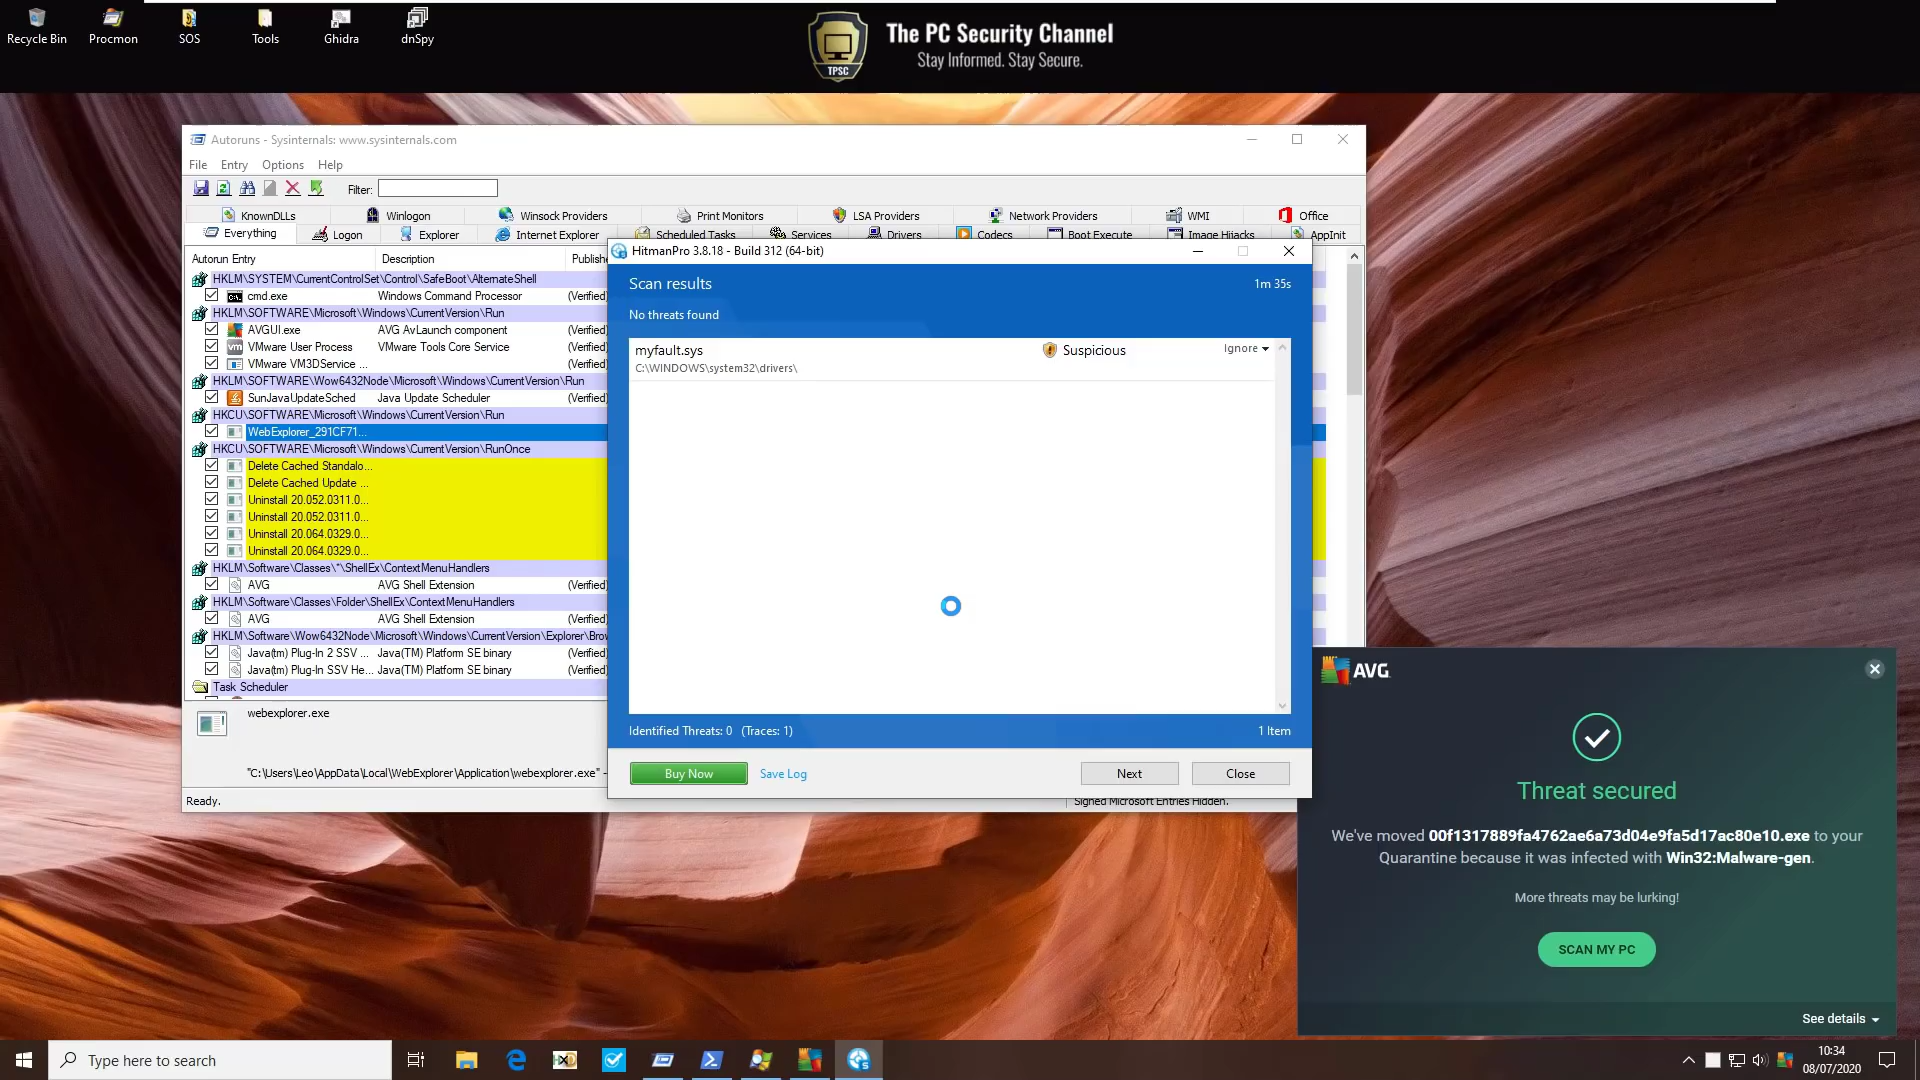 Recycle Bin
Procmon
SOS
Tools
Ghidra
dnSpy
TPSC
The PC Security Channel
Stay Informed. Stay Secure.
Autoruns - Sysinternals: www.sysinternals.com
File Entry Options Help
Filter:
KnownDLLs Winlogon Winsock Providers Print Monitors LSA Providers Network Providers WMI Office
Everything Logon Explorer Internet Explorer Scheduled Tasks Services Drivers Codecs Boot Execute Image Hijacks AppInit
Autorun Entry Description Publishe
HKLM\SYSTEM\CurrentControlSet\Control\SafeBoot\AlternateShell
cmd.exe Windows Command Processor (Verified)
HKLM\SOFTWARE\Microsoft\Windows\CurrentVersion\Run
AVGUI.exe AVG AvLaunch component (Verified)
VMware User Process VMware Tools Core Service (Verified)
VMware VM3DService ... (Verified)
HKLM\SOFTWARE\Wow6432Node\Microsoft\Windows\CurrentVersion\Run
SunJavaUpdateSched Java Update Scheduler (Verified)
HKCU\SOFTWARE\Microsoft\Windows\CurrentVersion\Run
WebExplorer_291CF71...
HKCU\SOFTWARE\Microsoft\Windows\CurrentVersion\RunOnce
Delete Cached Standalo...
Delete Cached Update ...
Uninstall 20.052.0311.0...
Uninstall 20.052.0311.0...
Uninstall 20.064.0329.0...
Uninstall 20.064.0329.0...
HKLM\Software\Classes\*\ShellEx\ContextMenuHandlers
AVG AVG Shell Extension (Verified)
HKLM\Software\Classes\Folder\ShellEx\ContextMenuHandlers
AVG AVG Shell Extension (Verified)
HKLM\Software\Wow6432Node\Microsoft\Windows\CurrentVersion\Explorer\Brow
Java(tm) Plug-In 2 SSV ... Java(TM) Platform SE binary (Verified)
Java(tm) Plug-In SSV He... Java(TM) Platform SE binary (Verified)
Task Scheduler
webexplorer.exe
"C:\Users\Leo\AppData\Local\WebExplorer\Application\webexplorer.exe" -
Ready.
Signed Microsoft Entries Hidden.
HitmanPro 3.8.18 - Build 312 (64-bit)
Scan results 1m 35s
No threats found
myfault.sys Suspicious Ignore
C:\WINDOWS\system32\drivers\
Identified Threats: 0 (Traces: 1) 1 Item
Buy Now Save Log Next Close
AVG
Threat secured
We've moved 00f1317889fa4762ae6a73d04e9fa5d17ac80e10.exe to your
Quarantine because it was infected with Win32:Malware-gen.
More threats may be lurking!
SCAN MY PC
See details
Type here to search
10:34
08/07/2020